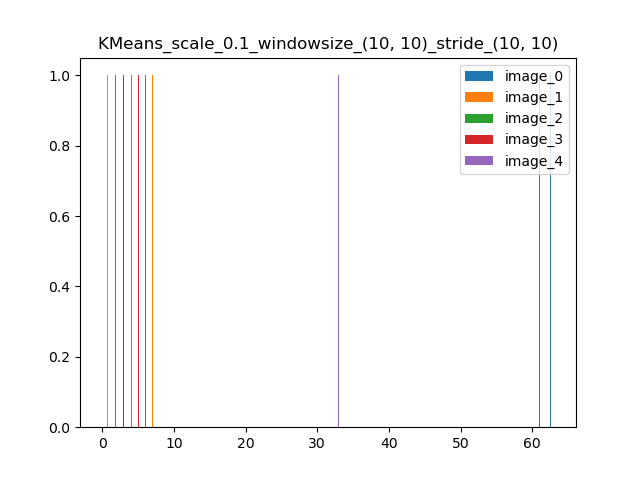 KMeans_scale_0.1_windowsize_(10, 10)_stride_(10, 10)
1.0
0.8
0.6
0.4
0.2
0.0
0 10 20 30 40 50 60
image_0
image_1
image_2
image_3
image_4